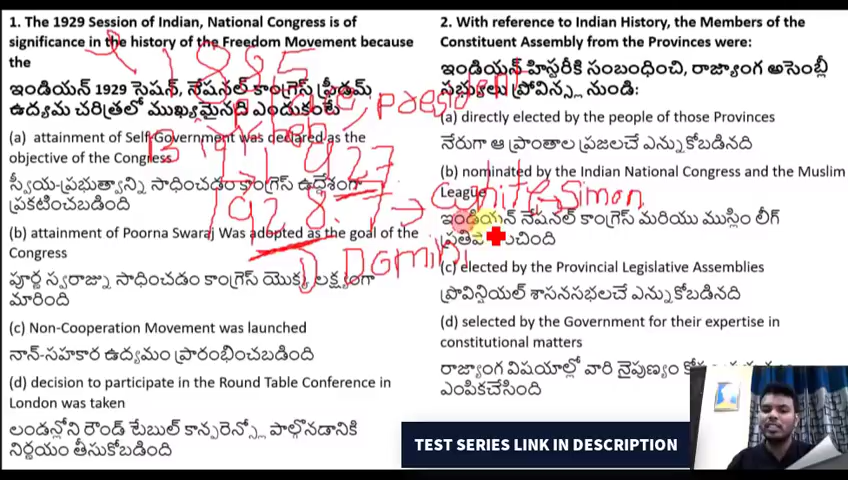 1. The 1929 Session of Indian, National Congress is of
significance in the history of the Freedom Movement because
the
ఇండియన్ 1929 సెషన్, నేషనల్ కాంగ్రెస్ ఫ్రీడమ్
ఉద్యమ చరిత్రలో ముఖ్యమైనది ఎందుకంటే
(a) attainment of Self-Government was declared as the
objective of the Congress
స్వీయ-ప్రభుత్వాన్ని సాధించడం కాంగ్రెస్ ఉద్దేశంగా
ప్రకటించబడింది
(b) attainment of Poorna Swaraj Was adopted as the goal of the
Congress
పూర్ణ స్వరాజ్ను సాధించడం కాంగ్రెస్ యొక్క లక్ష్యంగా
మారింది
(c) Non-Cooperation Movement was launched
నాన్-సహకార ఉద్యమం ప్రారంభించబడింది
(d) decision to participate in the Round Table Conference in
London was taken
లండన్లోని రౌండ్ టేబుల్ కాన్ఫరెన్స్లో పాల్గొనడానికి
నిర్ణయం తీసుకోబడింది
1885
president
1927
1928. 7 → white → simon
1) Domini
2. With reference to Indian History, the Members of the
Constituent Assembly from the Provinces were:
ఇండియన్ హిస్టరీకి సంబంధించి, రాజ్యాంగ అసెంబ్లీ
సభ్యులు ప్రోవిన్స్ల నుండి:
(a) directly elected by the people of those Provinces
నేరుగా ఆ ప్రాంతాల ప్రజలచే ఎన్నుకోబడినది
(b) nominated by the Indian National Congress and the Muslim
League
ఇండియన్ నేషనల్ కాంగ్రెస్ మరియు ముస్లిం లీగ్
(c) elected by the Provincial Legislative Assemblies
ప్రొవిన్షియల్ శాసనసభలచే ఎన్నుకోబడినది
(d) selected by the Government for their expertise in
constitutional matters
రాజ్యాంగ విషయాల్లో వారి నైపుణ్యం
ఎంపికచేసింది
TEST SERIES LINK IN DESCRIPTION